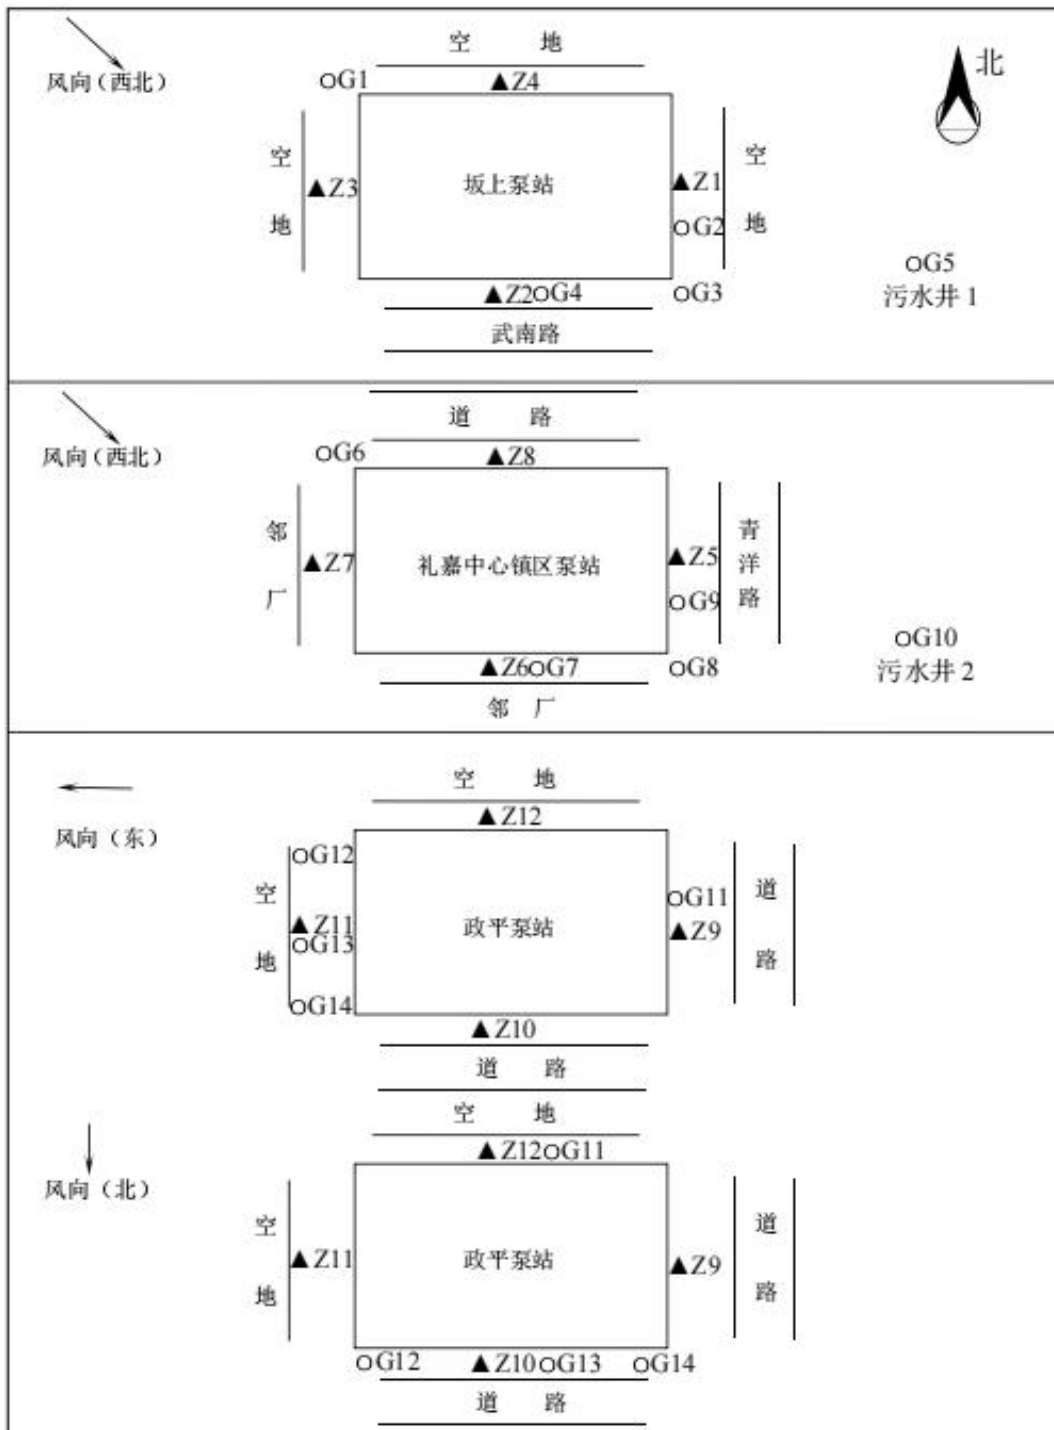 空 地
北
风向（西北）
○G1
▲Z4
空 地
▲Z3
坂上泵站
▲Z1
○G2
空 地
▲Z2○G4
○G3
○G5
污水井 1
武南路
道 路
风向（西北）
○G6
▲Z8
邻 厂
▲Z7
礼嘉中心镇区泵站
▲Z5
○G9
青洋路
▲Z6○G7
○G8
○G10
污水井 2
邻 厂
空 地
▲Z12
风向（东）
○G12
空 地
▲Z11
○G13
○G14
政平泵站
○G11
▲Z9
道 路
▲Z10
道 路
空 地
▲Z12○G11
风向（北）
空 地
▲Z11
政平泵站
▲Z9
道 路
○G12
▲Z10○G13
○G14
道 路